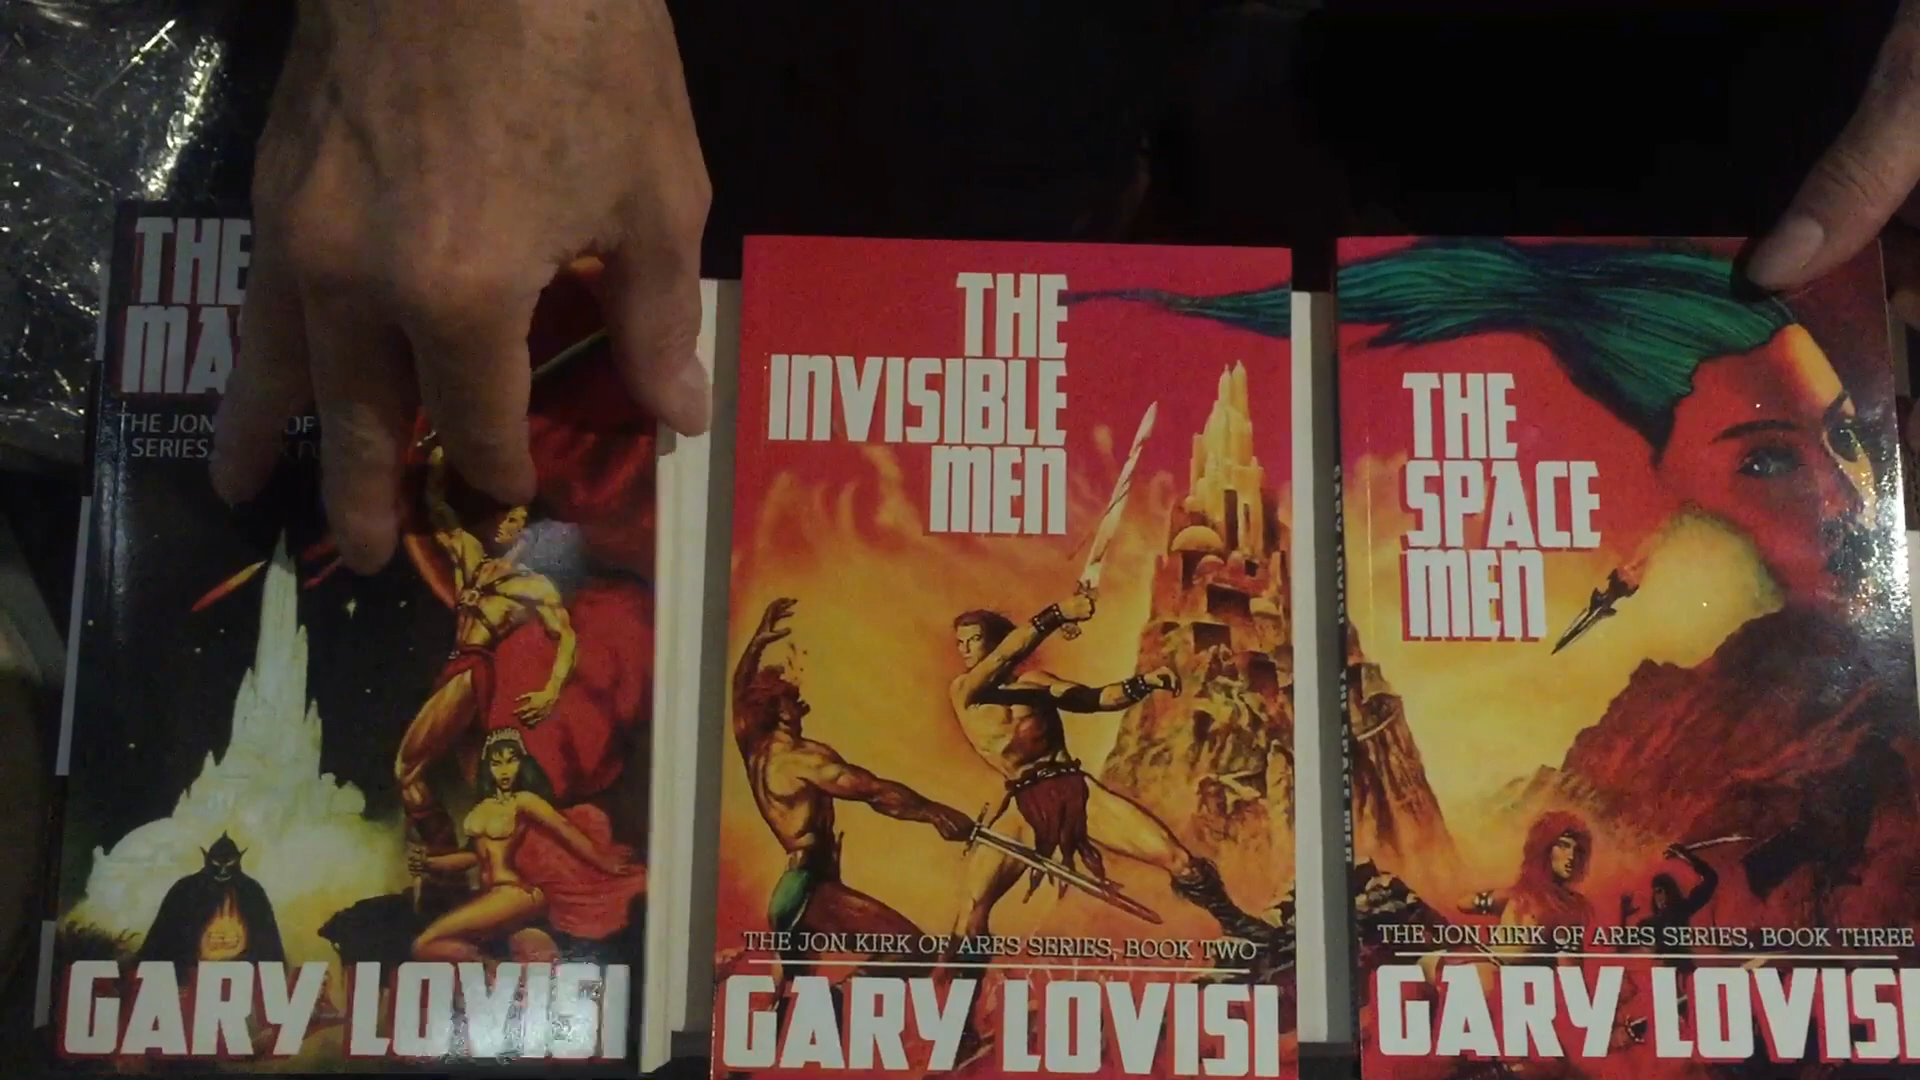 THE
THE JON OF
SERIES,
GARY LOVISI
THE
INVISIBLE
MEN
THE JON KIRK OF ARES SERIES, BOOK TWO
GARY LOVISI
THE
SPACE
MEN
THE JON KIRK OF ARES SERIES, BOOK THREE
GARY LOVISI